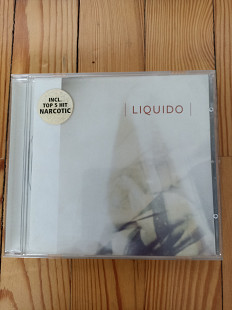 INCL.
TOP 5 HIT
NARCOTIC
| LIQUIDO |